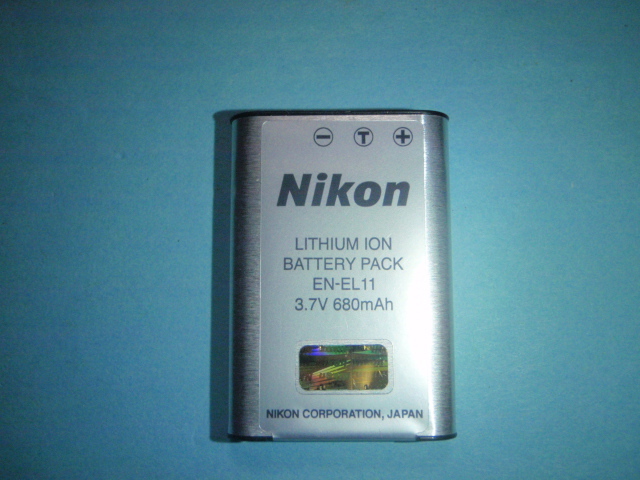 − T +
Nikon
LITHIUM ION
BATTERY PACK
EN-EL11
3.7V 680mAh
NIKON CORPORATION, JAPAN